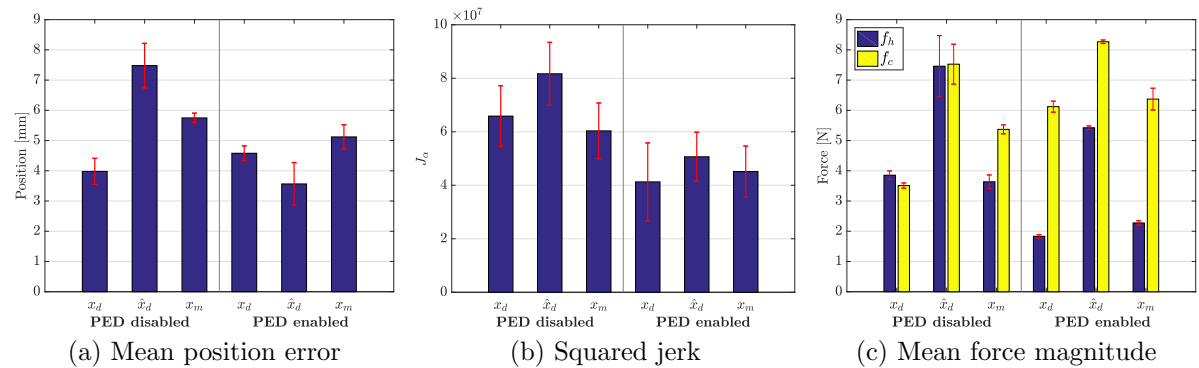 9
8
7
6
5
4
3
2
1
0
Position [mm]
x_d x̂_d x_m x_d x̂_d x_m
PED disabled PED enabled
(a) Mean position error
×10^7
10
8
6
4
2
0
J_α
x_d x̂_d x_m x_d x̂_d x_m
PED disabled PED enabled
(b) Squared jerk
9
8
7
6
5
4
3
2
1
0
Force [N]
f_h
f_c
x_d x̂_d x_m x_d x̂_d x_m
PED disabled PED enabled
(c) Mean force magnitude